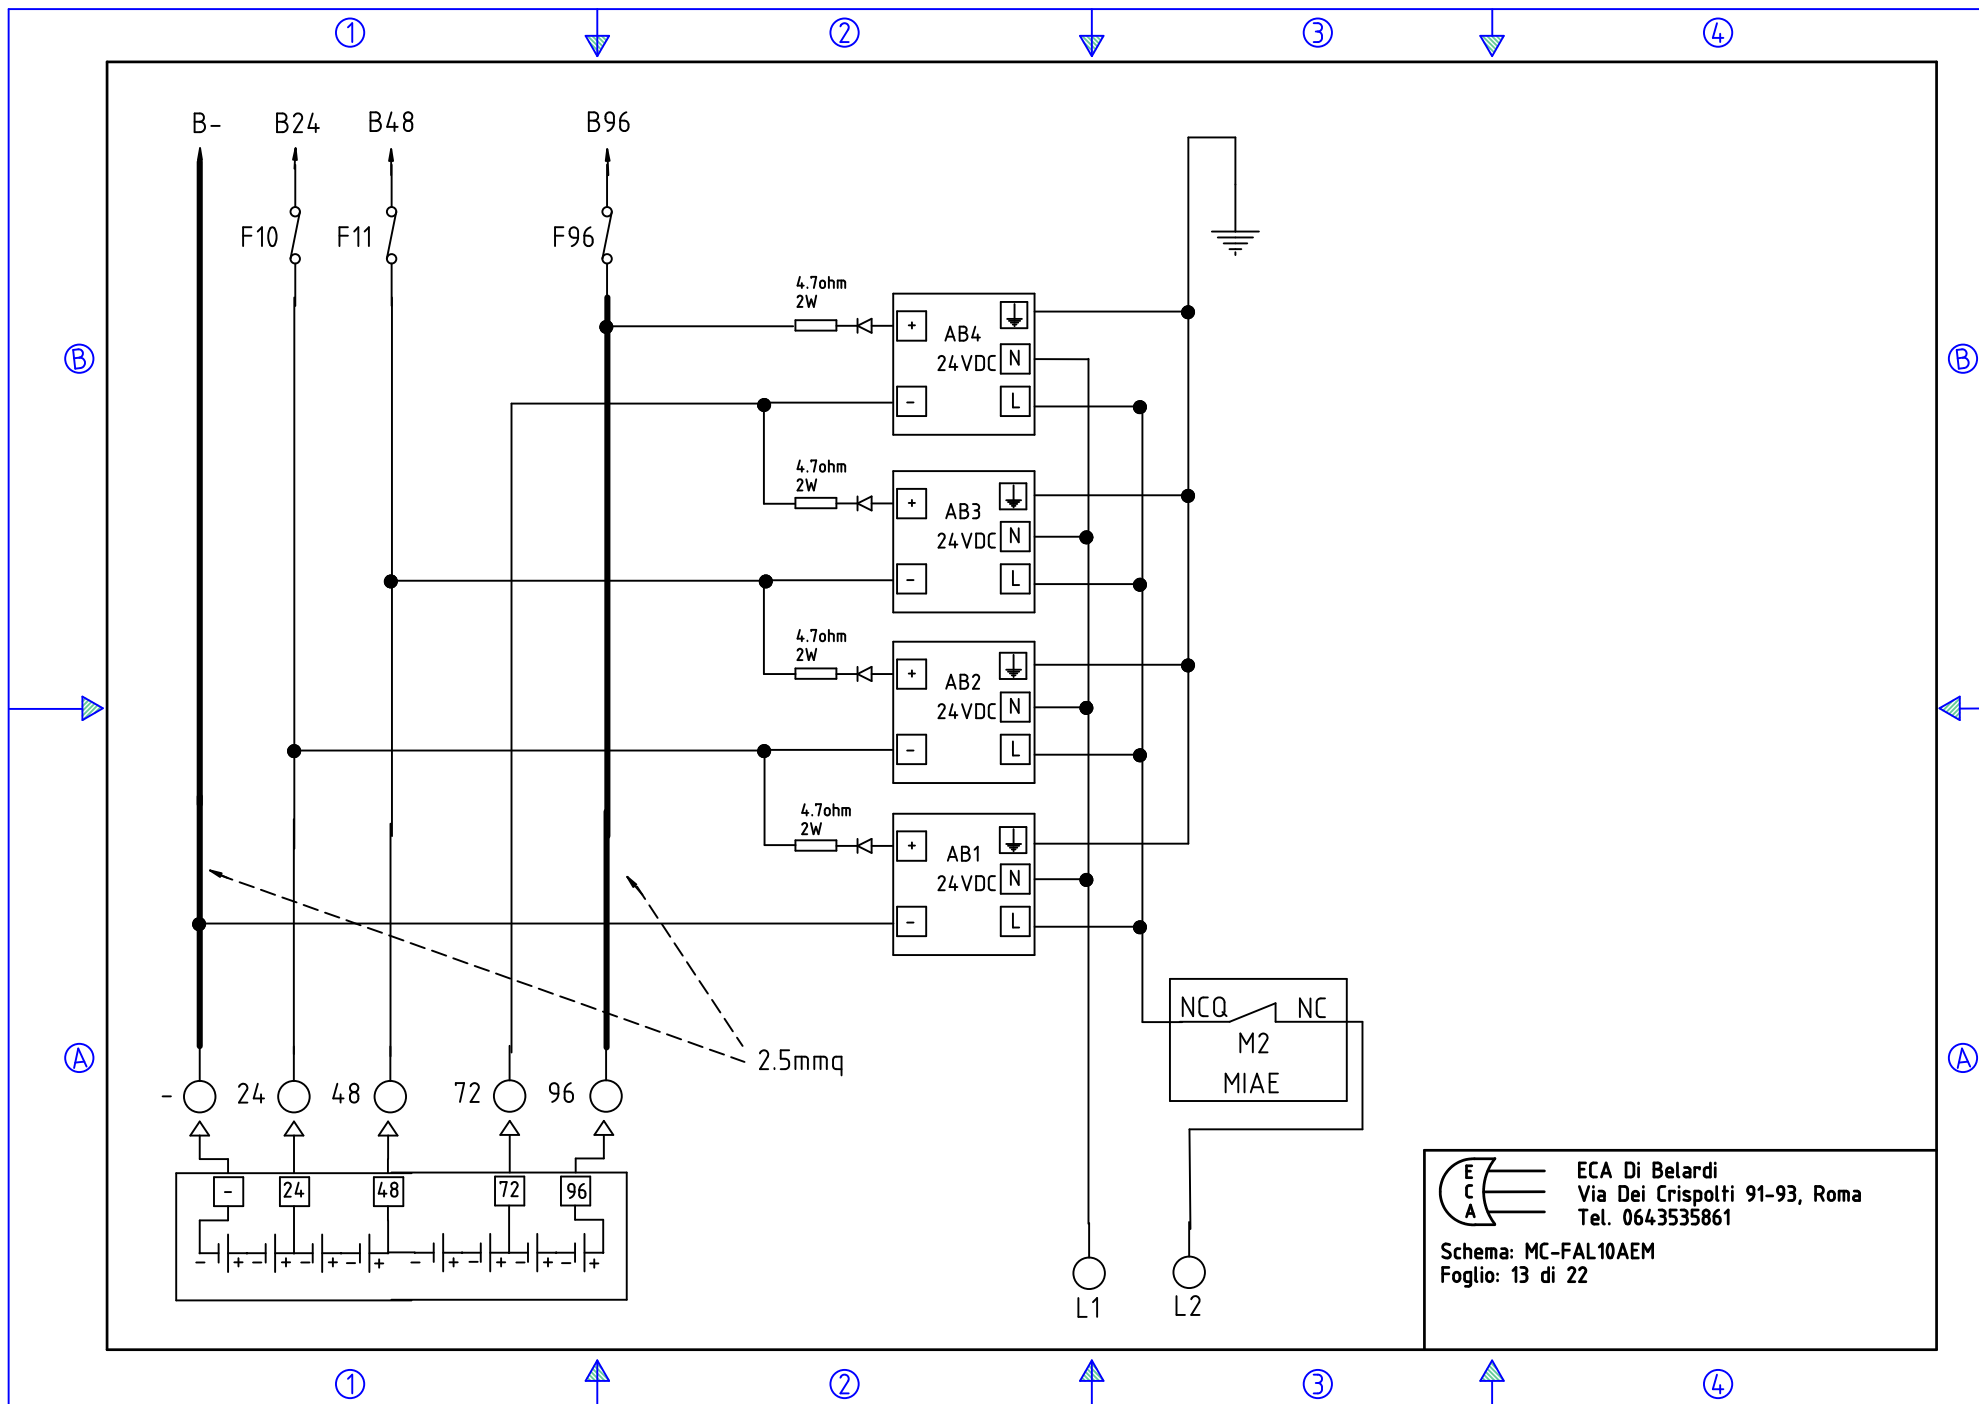 1 2 3 4
B- B24 B48 B96
F10 F11 F96
4.7ohm
2W
+ AB4
24VDC N
- L
B B
4.7ohm
2W
+ AB3
24VDC N
- L
4.7ohm
2W
+ AB2
24VDC N
- L
4.7ohm
2W
+ AB1
24VDC N
- L
NCQ NC
M2
MIAE
2.5mmq
A A
- 24 48 72 96
- 24 48 72 96
- + - + - + - + - + - + - + - +
L1 L2
E
C
A
ECA Di Belardi
Via Dei Crispolti 91-93, Roma
Tel. 0643535861
Schema: MC-FAL10AEM
Foglio: 13 di 22
1 2 3 4